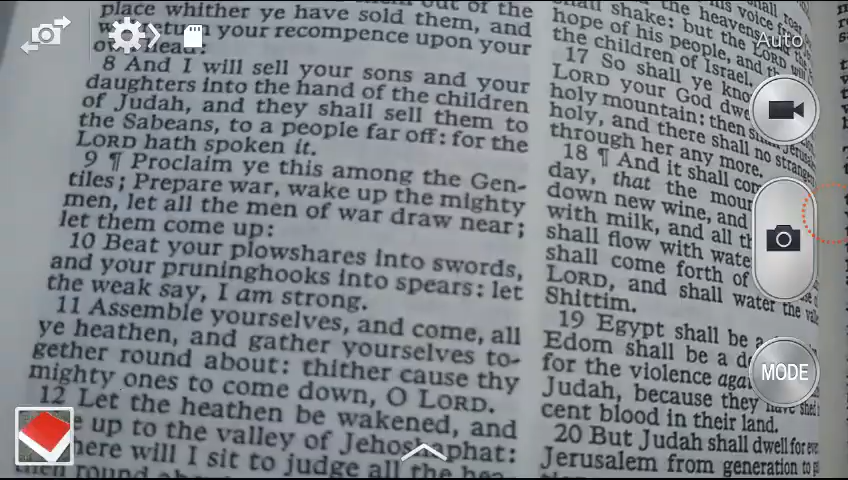 place whither ye have sold them, and
return your recompence upon your
own head:
8 And I will sell your sons and your
daughters into the hand of the children
of Judah, and they shall sell them to
the Sabeans, to a people far off: for the
LORD hath spoken it.
9 ¶ Proclaim ye this among the Gen-
tiles; Prepare war, wake up the mighty
men, let all the men of war draw near;
let them come up:
10 Beat your plowshares into swords,
and your pruninghooks into spears: let
the weak say, I am strong.
11 Assemble yourselves, and come, all
ye heathen, and gather yourselves to-
gether round about: thither cause thy
mighty ones to come down, O LORD.
12 Let the heathen be wakened, and
up to the valley of Jehoshaphat:
will I sit to judge all the hea-
round
shall shake: but the LORD
hope of his people, and
the children of Israel.
17 So shall ye
LORD your God
holy mountain: then
holy, and there shall no
through her any more.
18 ¶ And it shall
day, that the
down new wine, and
with milk, and all
shall flow with
shall come forth of
LORD, and shall water the
Shittim.
19 Egypt shall be a
Edom shall be a
for the violence
Judah, because they have shed
cent blood in their land.
20 But Judah shall dwell for
Jerusalem from generation to
Auto
MODE